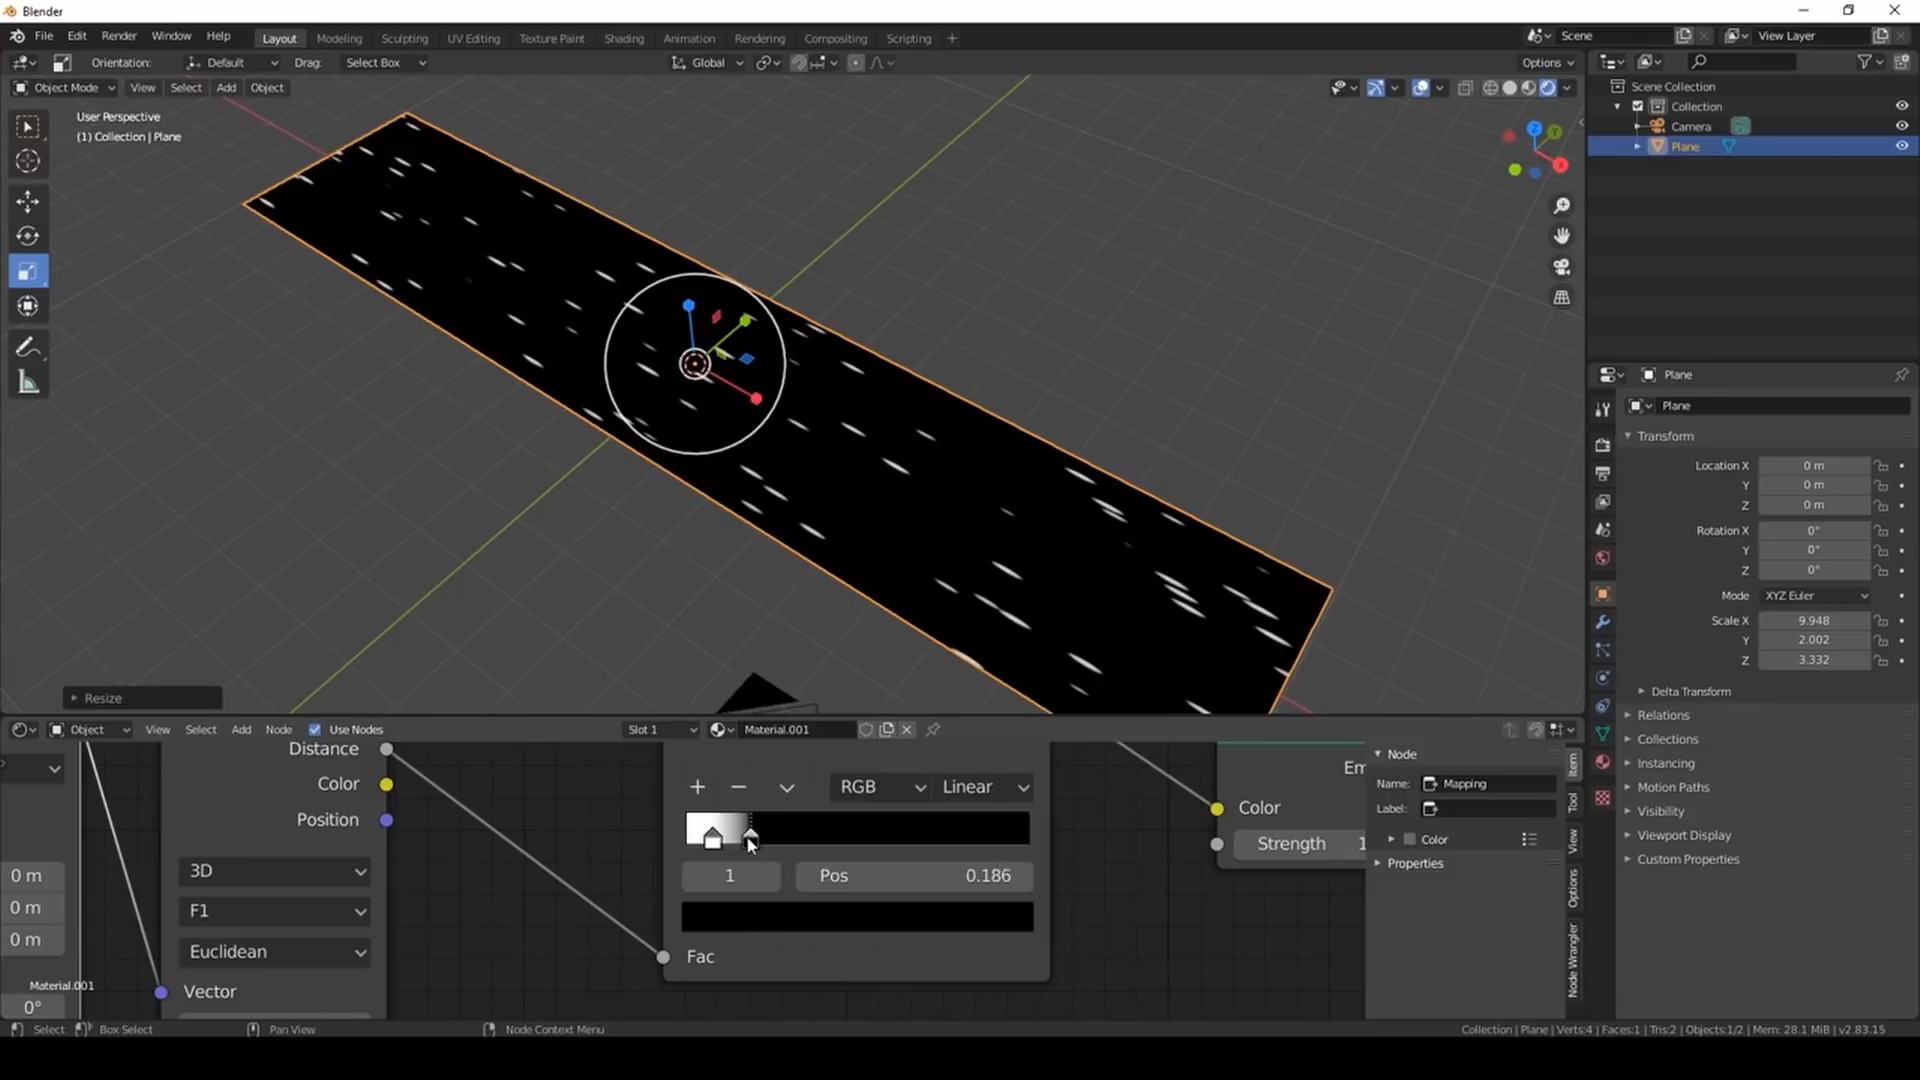 Blender
File Edit Render Window Help Layout Modeling Sculpting UV Editing Texture Paint Shading Animation Rendering Compositing Scripting + Scene View Layer
Orientation: Default Drag: Select Box Global Options
Object Mode View Select Add Object
User Perspective
(1) Collection | Plane
Z
Y
X
Resize
Scene Collection
Collection
Camera
Plane
Plane
Plane
Transform
Location X 0 m
Y 0 m
Z 0 m
Rotation X 0°
Y 0°
Z 0°
Mode XYZ Euler
Scale X 9.948
Y 2.002
Z 3.332
Delta Transform
Relations
Collections
Instancing
Motion Paths
Visibility
Viewport Display
Custom Properties
Object View Select Add Node Use Nodes Slot 1 Material.001
Distance
Color
Position
3D
F1
Euclidean
Vector
0 m
0 m
0 m
0°
Material.001
+ − RGB Linear
1 Pos 0.186
Fac
Em
Color
Strength 1
Node
Name: Mapping
Label:
Color
Properties
Item
Tool
View
Options
Node Wrangler
Select Box Select Pan View Node Context Menu Collection | Plane | Verts:4 | Faces:1 | Tris:2 | Objects:1/2 | Mem: 28.1 MiB | v2.83.15